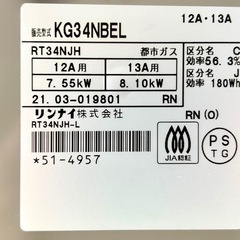 販売型式 KG34NBEL 12A・13A
RT34NJH 都市ガス 区分名 C
12A用 13A用 効率56.3%
7.55kW 8.10kW 区分名 J
21.03-019801 RN 180Wh
リンナイ株式会社 RN(O)
RT34NJH-L
JIA認証
PS
TG
*51-4957